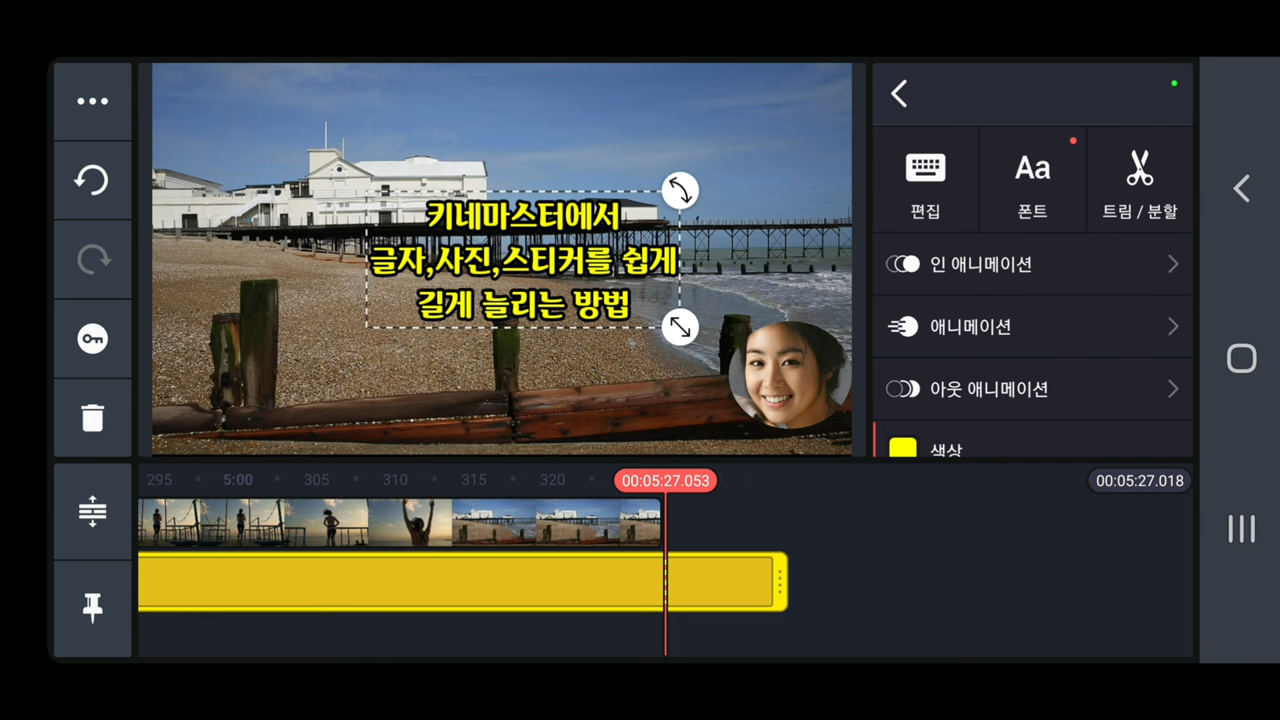 키네마스터에서
글자,사진,스티커를 쉽게
길게 늘리는 방법
편집
Aa
폰트
트림 / 분할
인 애니메이션
애니메이션
아웃 애니메이션
색상
295
5:00
305
310
315
320
00:05:27.053
00:05:27.018